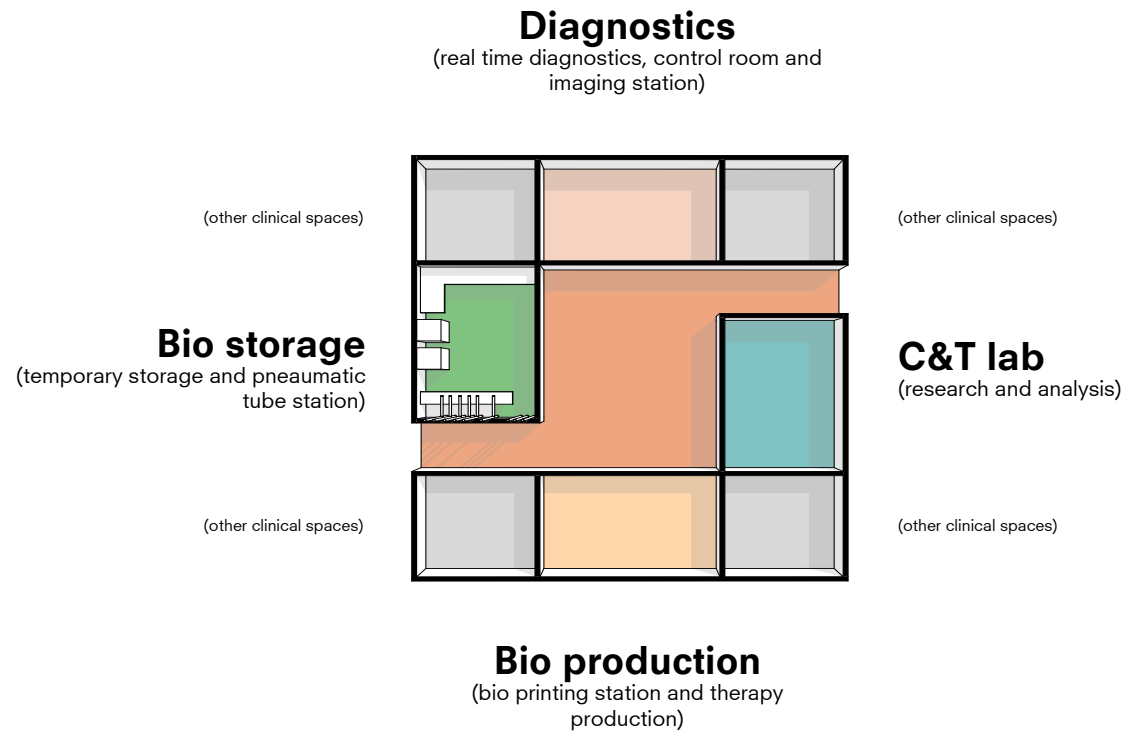 Diagnostics
(real time diagnostics, control room and
imaging station)
(other clinical spaces)
(other clinical spaces)
Bio storage
(temporary storage and pneaumatic
tube station)
C&T lab
(research and analysis)
(other clinical spaces)
(other clinical spaces)
Bio production
(bio printing station and therapy
production)